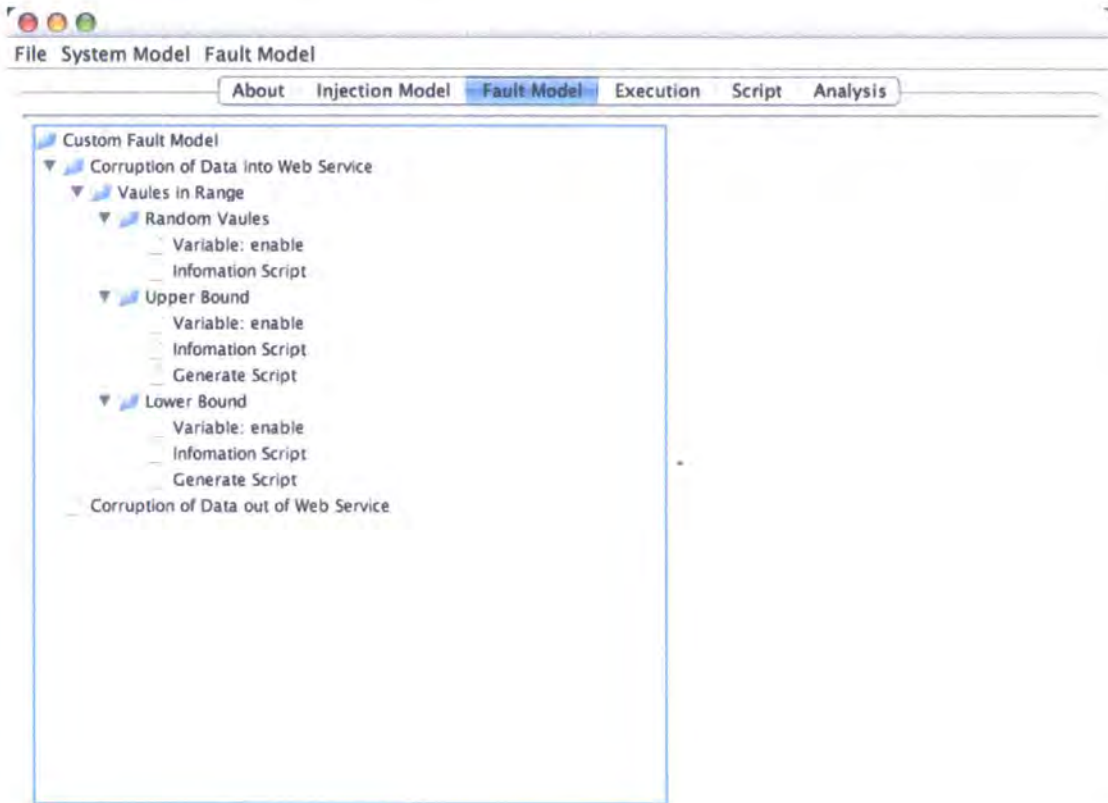 File System Model Fault Model
About Injection Model Fault Model Execution Script Analysis
Custom Fault Model
Corruption of Data into Web Service
Vaules in Range
Random Vaules
Variable: enable
Infomation Script
Upper Bound
Variable: enable
Infomation Script
Generate Script
Lower Bound
Variable: enable
Infomation Script
Generate Script
Corruption of Data out of Web Service